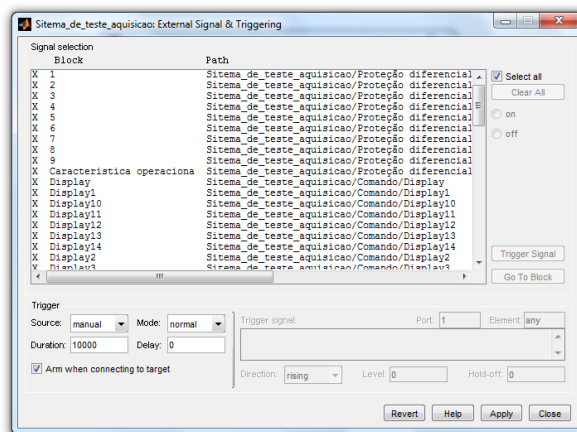 Sitema_de_teste_aquisicao: External Signal & Triggering
Signal selection
Block Path
X 1 Sitema_de_teste_aquisicao/Proteção diferencial
X 2 Sitema_de_teste_aquisicao/Proteção diferencial
X 3 Sitema_de_teste_aquisicao/Proteção diferencial
X 4 Sitema_de_teste_aquisicao/Proteção diferencial
X 5 Sitema_de_teste_aquisicao/Proteção diferencial
X 6 Sitema_de_teste_aquisicao/Proteção diferencial
X 7 Sitema_de_teste_aquisicao/Proteção diferencial
X 8 Sitema_de_teste_aquisicao/Proteção diferencial
X 9 Sitema_de_teste_aquisicao/Proteção diferencial
X Caracteristica operaciona Sitema_de_teste_aquisicao/Proteção diferencial
X Display Sitema_de_teste_aquisicao/Comando/Display
X Display1 Sitema_de_teste_aquisicao/Comando/Display1
X Display10 Sitema_de_teste_aquisicao/Comando/Display10
X Display11 Sitema_de_teste_aquisicao/Comando/Display11
X Display12 Sitema_de_teste_aquisicao/Comando/Display12
X Display13 Sitema_de_teste_aquisicao/Comando/Display13
X Display14 Sitema_de_teste_aquisicao/Comando/Display14
X Display2 Sitema_de_teste_aquisicao/Comando/Display2
X Display3 Sitema_de_teste_aquisicao/Comando/Display3
Select all
Clear All
on
off
Trigger Signal
Go To Block
Trigger
Source: manual Mode: normal
Duration: 10000 Delay: 0
Arm when connecting to target
Trigger signal: Port: 1 Element: any
Direction: rising Level: 0 Hold-off: 0
Revert Help Apply Close